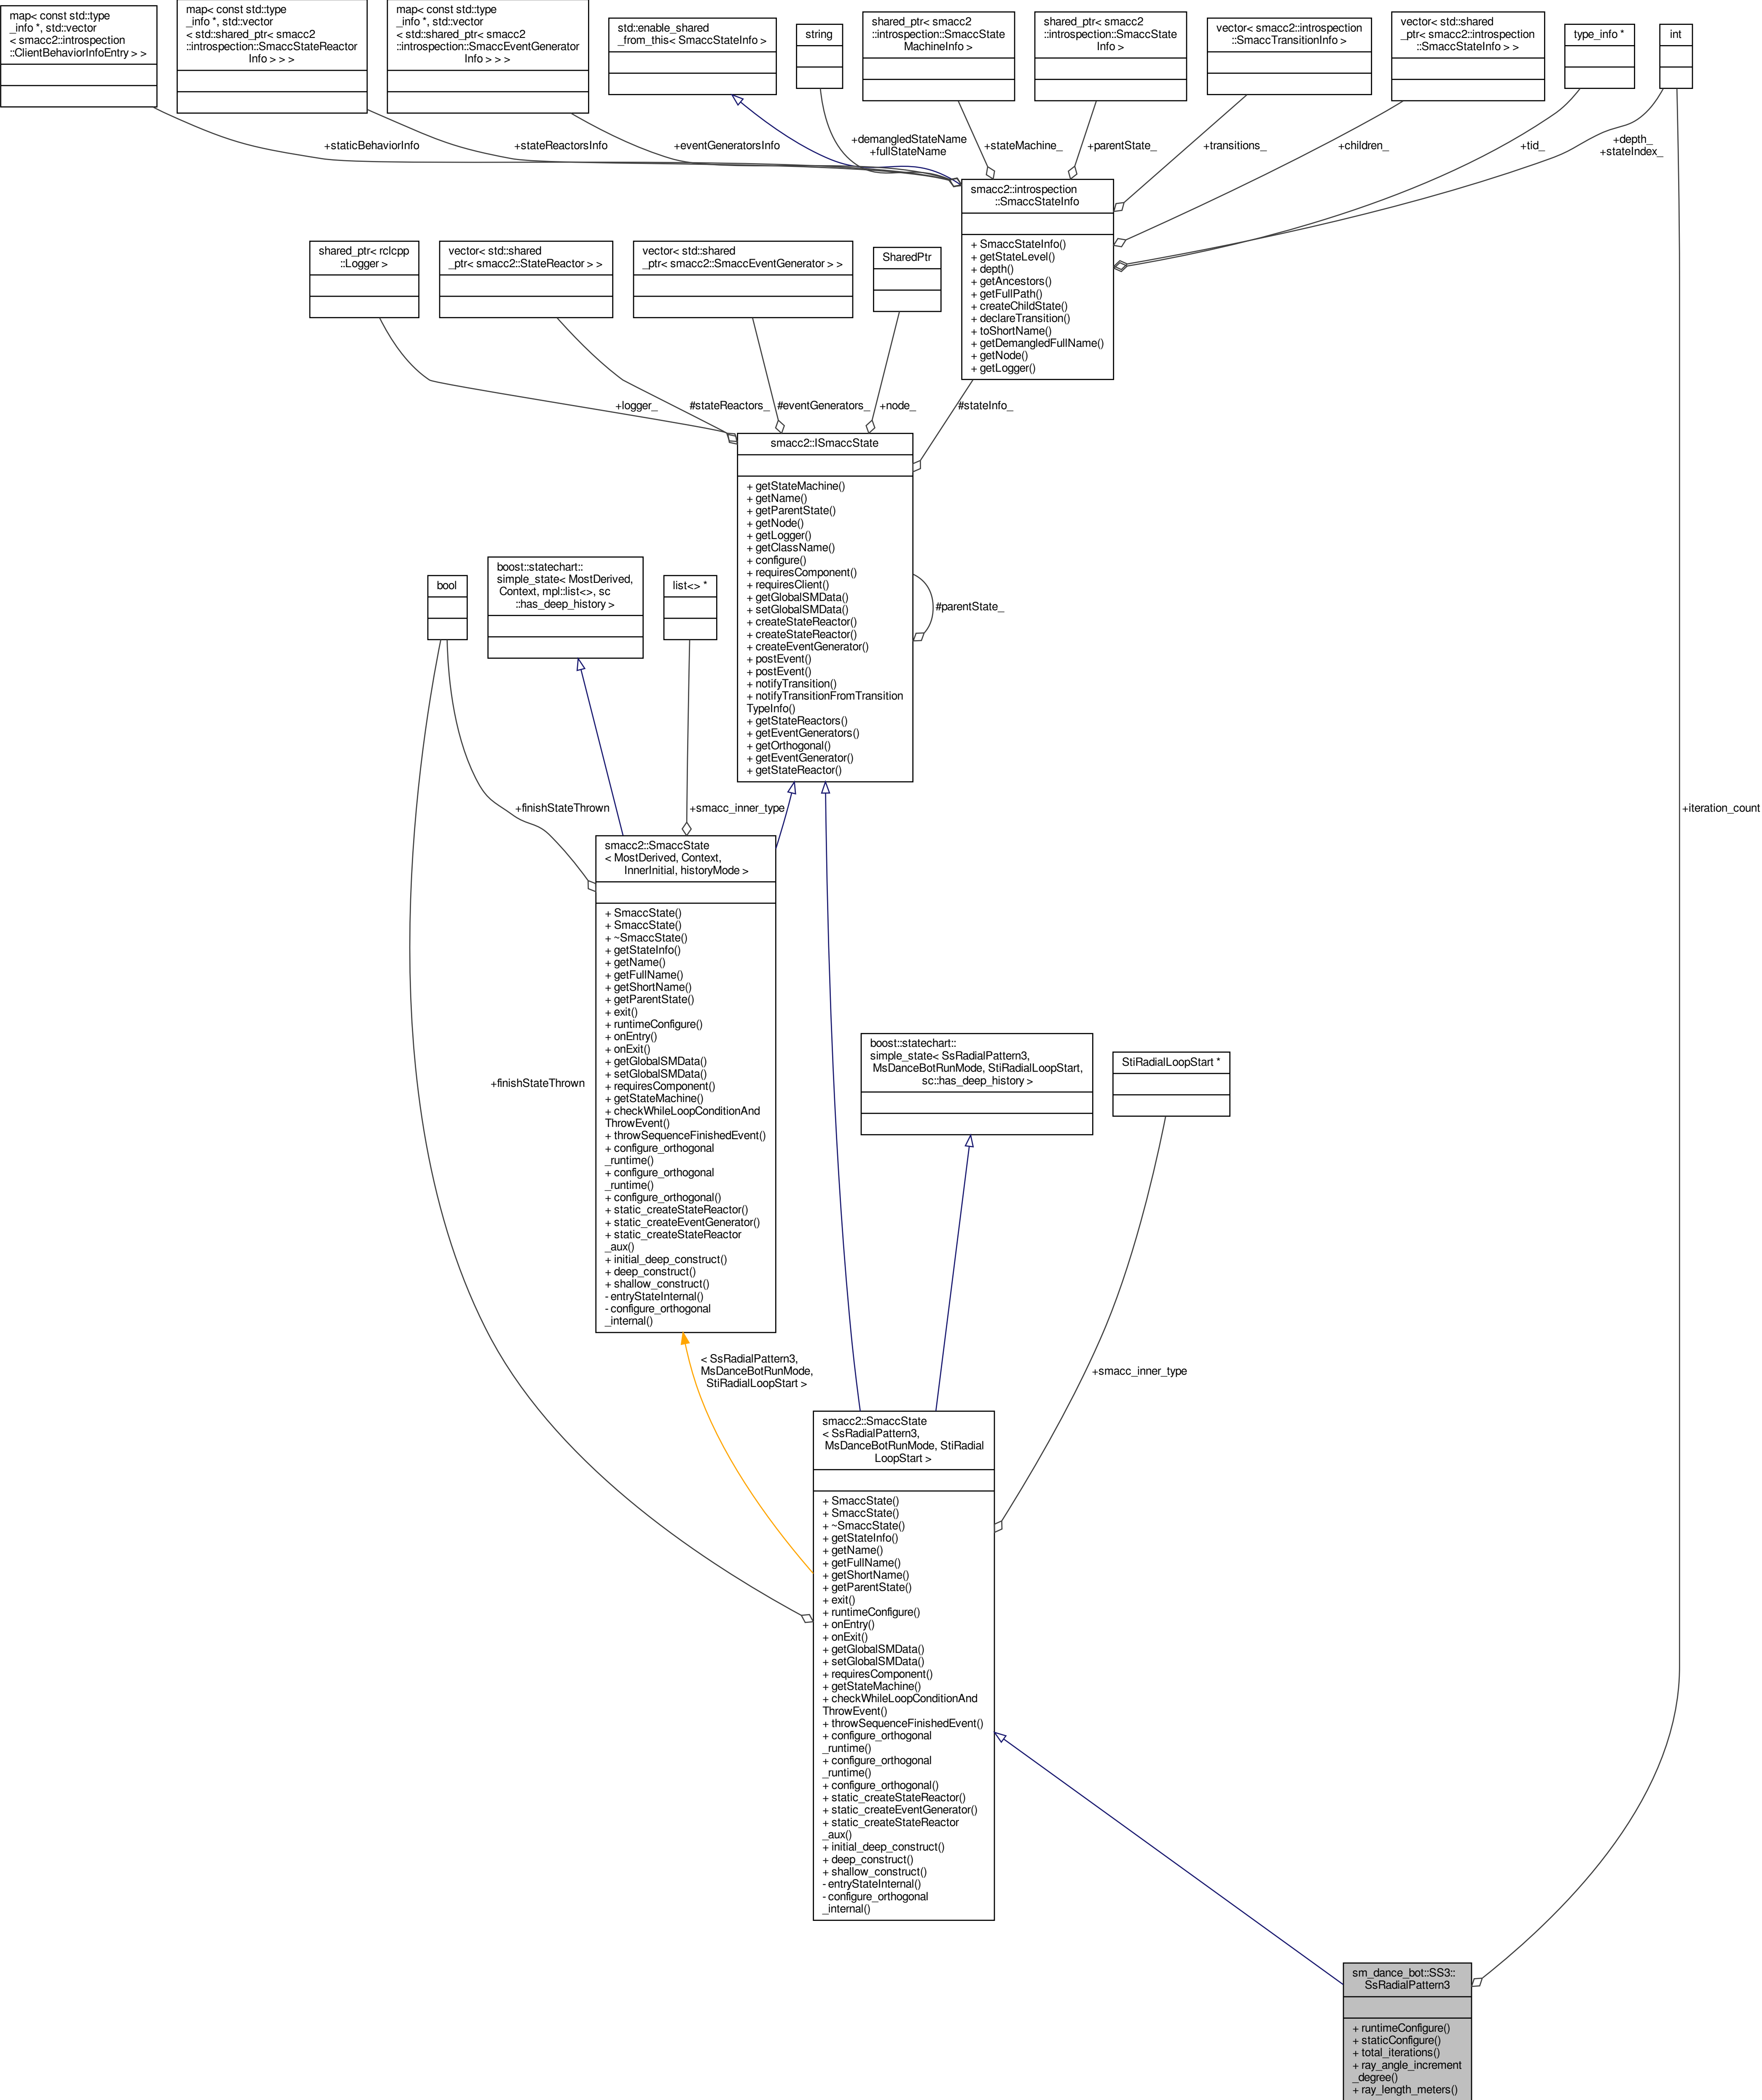 map< const std::type
_info *, std::vector
< smacc2::introspection
::ClientBehaviorInfoEntry > >
map< const std::type
_info *, std::vector
< std::shared_ptr< smacc2
::introspection::SmaccStateReactor
Info > > >
map< const std::type
_info *, std::vector
< std::shared_ptr< smacc2
::introspection::SmaccEventGenerator
Info > > >
std::enable_shared
_from_this< SmaccStateInfo >
string
shared_ptr< smacc2
::introspection::SmaccState
MachineInfo >
shared_ptr< smacc2
::introspection::SmaccState
Info >
vector< smacc2::introspection
::SmaccTransitionInfo >
vector< std::shared
_ptr< smacc2::introspection
::SmaccStateInfo > >
type_info *
int
+staticBehaviorInfo
+stateReactorsInfo
+eventGeneratorsInfo
+demangledStateName
+fullStateName
+stateMachine_
+parentState_
+transitions_
+children_
+tid_
+depth_
+stateIndex_
smacc2::introspection
::SmaccStateInfo
+ SmaccStateInfo()
+ getStateLevel()
+ depth()
+ getAncestors()
+ getFullPath()
+ createChildState()
+ declareTransition()
+ toShortName()
+ getDemangledFullName()
+ getNode()
+ getLogger()
shared_ptr< rclcpp
::Logger >
vector< std::shared
_ptr< smacc2::StateReactor > >
vector< std::shared
_ptr< smacc2::SmaccEventGenerator > >
SharedPtr
+logger_
#stateReactors_
#eventGenerators_
+node_
#stateInfo_
smacc2::ISmaccState
+ getStateMachine()
+ getName()
+ getParentState()
+ getNode()
+ getLogger()
+ getClassName()
+ configure()
+ requiresComponent()
+ requiresClient()
+ getGlobalSMData()
+ setGlobalSMData()
+ createStateReactor()
+ createStateReactor()
+ createEventGenerator()
+ postEvent()
+ postEvent()
+ notifyTransition()
+ notifyTransitionFromTransition
TypeInfo()
+ getStateReactors()
+ getEventGenerators()
+ getOrthogonal()
+ getEventGenerator()
+ getStateReactor()
#parentState_
bool
boost::statechart::
simple_state< MostDerived,
Context, mpl::list<>, sc
::has_deep_history >
list<> *
+finishStateThrown
+smacc_inner_type
+iteration_count
smacc2::SmaccState
< MostDerived, Context,
InnerInitial, historyMode >
+ SmaccState()
+ SmaccState()
+ ~SmaccState()
+ getStateInfo()
+ getName()
+ getFullName()
+ getShortName()
+ getParentState()
+ exit()
+ runtimeConfigure()
+ onEntry()
+ onExit()
+ getGlobalSMData()
+ setGlobalSMData()
+ requiresComponent()
+ getStateMachine()
+ checkWhileLoopConditionAnd
ThrowEvent()
+ throwSequenceFinishedEvent()
+ configure_orthogonal
_runtime()
+ configure_orthogonal
_runtime()
+ configure_orthogonal()
+ static_createStateReactor()
+ static_createEventGenerator()
+ static_createStateReactor
_aux()
+ initial_deep_construct()
+ deep_construct()
+ shallow_construct()
- entryStateInternal()
- configure_orthogonal
_internal()
+finishStateThrown
boost::statechart::
simple_state< SsRadialPattern3,
MsDanceBotRunMode, StiRadialLoopStart,
sc::has_deep_history >
StiRadialLoopStart *
< SsRadialPattern3,
MsDanceBotRunMode,
StiRadialLoopStart >
+smacc_inner_type
smacc2::SmaccState
< SsRadialPattern3,
MsDanceBotRunMode, StiRadial
LoopStart >
+ SmaccState()
+ SmaccState()
+ ~SmaccState()
+ getStateInfo()
+ getName()
+ getFullName()
+ getShortName()
+ getParentState()
+ exit()
+ runtimeConfigure()
+ onEntry()
+ onExit()
+ getGlobalSMData()
+ setGlobalSMData()
+ requiresComponent()
+ getStateMachine()
+ checkWhileLoopConditionAnd
ThrowEvent()
+ throwSequenceFinishedEvent()
+ configure_orthogonal
_runtime()
+ configure_orthogonal
_runtime()
+ configure_orthogonal()
+ static_createStateReactor()
+ static_createEventGenerator()
+ static_createStateReactor
_aux()
+ initial_deep_construct()
+ deep_construct()
+ shallow_construct()
- entryStateInternal()
- configure_orthogonal
_internal()
sm_dance_bot::SS3::
SsRadialPattern3
+ runtimeConfigure()
+ staticConfigure()
+ total_iterations()
+ ray_angle_increment
_degree()
+ ray_length_meters()